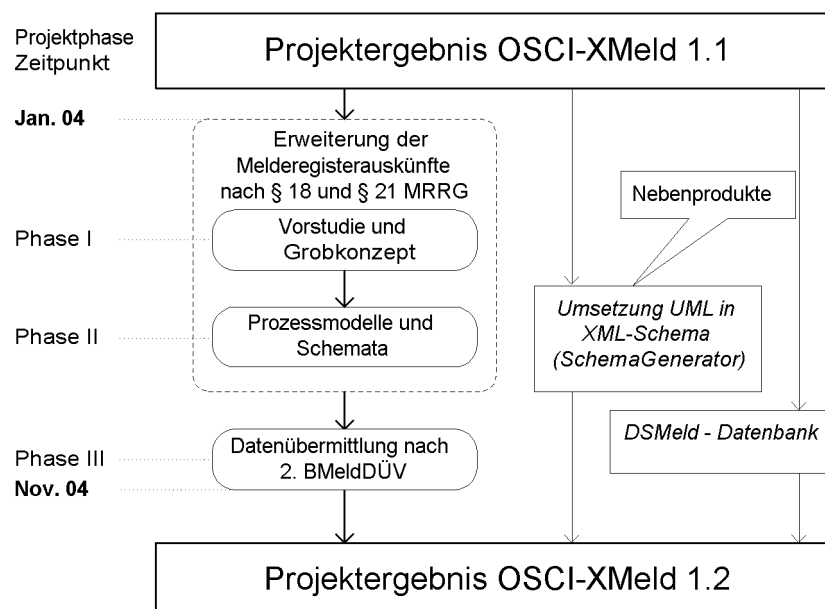 Projektphase
Zeitpunkt
Projektergebnis OSCI-XMeld 1.1
Jan. 04
Erweiterung der
Melderegisterauskünfte
nach § 18 und § 21 MRRG
Nebenprodukte
Phase I
Vorstudie und
Grobkonzept
Umsetzung UML in
XML-Schema
(SchemaGenerator)
Phase II
Prozessmodelle und
Schemata
DSMeld - Datenbank
Phase III
Datenübermittlung nach
2. BMeldDÜV
Nov. 04
Projektergebnis OSCI-XMeld 1.2